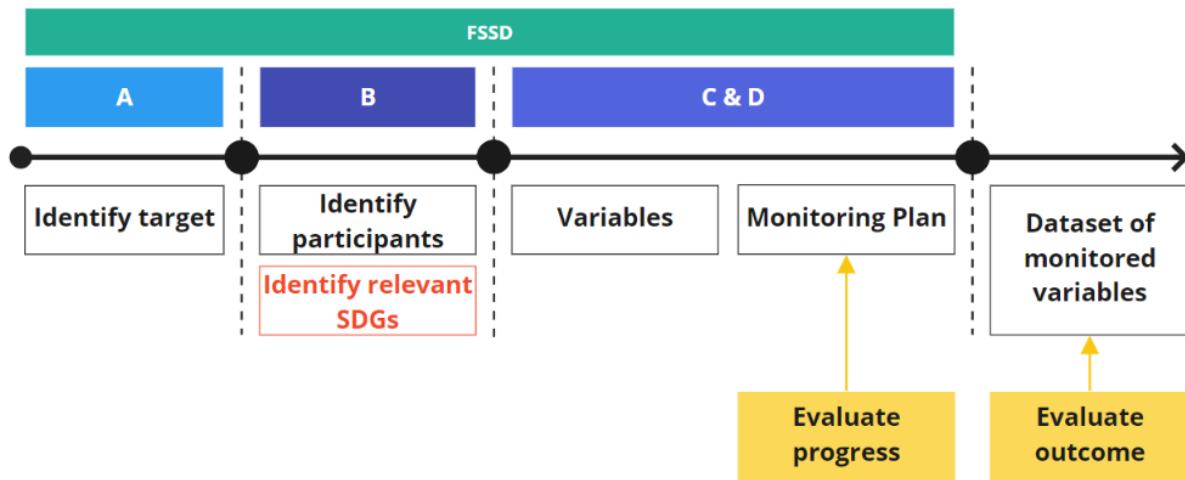 FSSD
A
B
C & D
Identify target
Identify
participants
Identify relevant
SDGs
Variables
Monitoring Plan
Dataset of
monitored
variables
Evaluate
progress
Evaluate
outcome